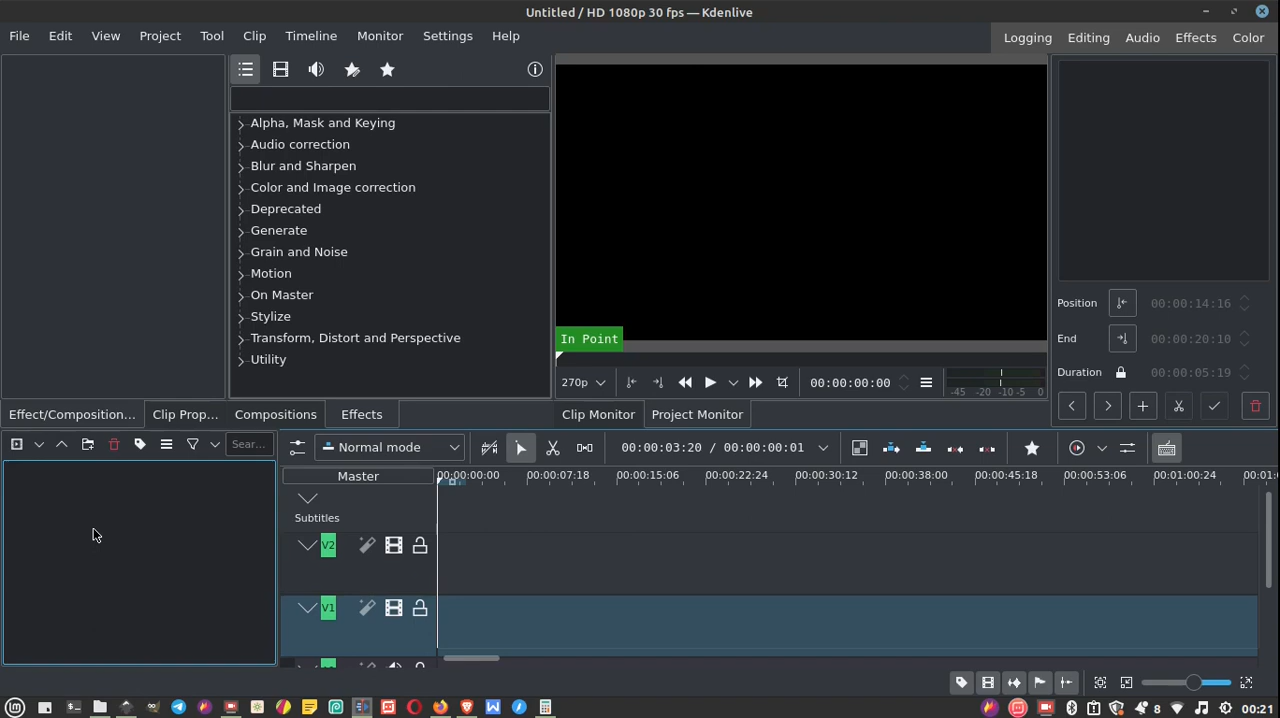 Untitled / HD 1080p 30 fps — Kdenlive
File Edit View Project Tool Clip Timeline Monitor Settings Help
Logging Editing Audio Effects Color
Alpha, Mask and Keying
Audio correction
Blur and Sharpen
Color and Image correction
Deprecated
Generate
Grain and Noise
Motion
On Master
Stylize
Transform, Distort and Perspective
Utility
In Point
270p
00:00:00:00
-45 -30 -20 -10 -5 0
Position 00:00:14:16
End 00:00:20:10
Duration 00:00:05:19
Effect/Composition... Clip Prop... Compositions Effects
Clip Monitor Project Monitor
Sear...
Normal mode
00:00:03:20 / 00:00:00:01
Master
00:00:00:00 00:00:07:18 00:00:15:06 00:00:22:24 00:00:30:12 00:00:38:00 00:00:45:18 00:00:53:06 00:01:00:24 00:01:
Subtitles
V2
V1
8
00:21